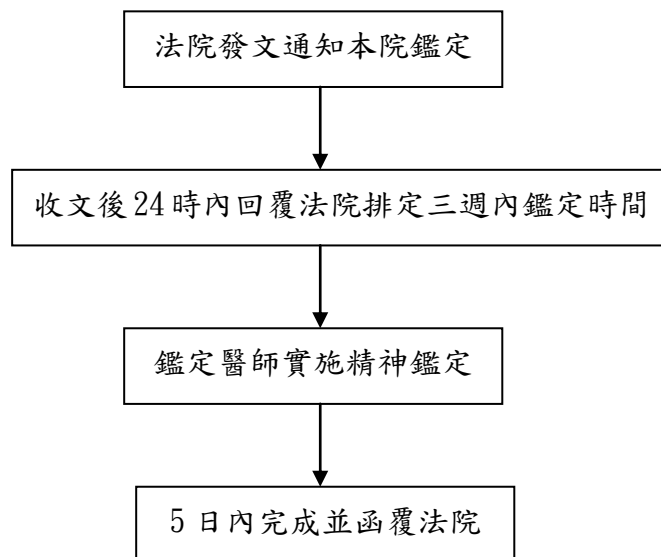 法院發文通知本院鑑定
收文後24時內回覆法院排定三週內鑑定時間
鑑定醫師實施精神鑑定
5日內完成並函覆法院